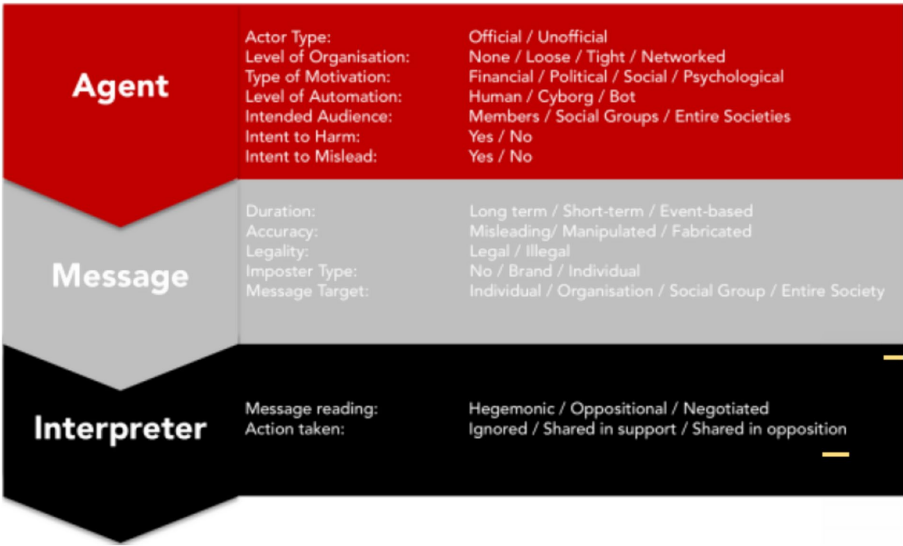 Agent
Actor Type: Official / Unofficial
Level of Organisation: None / Loose / Tight / Networked
Type of Motivation: Financial / Political / Social / Psychological
Level of Automation: Human / Cyborg / Bot
Intended Audience: Members / Social Groups / Entire Societies
Intent to Harm: Yes / No
Intent to Mislead: Yes / No
Message
Duration: Long term / Short-term / Event-based
Accuracy: Misleading/ Manipulated / Fabricated
Legality: Legal / Illegal
Imposter Type: No / Brand / Individual
Message Target: Individual / Organisation / Social Group / Entire Society
Interpreter
Message reading: Hegemonic / Oppositional / Negotiated
Action taken: Ignored / Shared in support / Shared in opposition